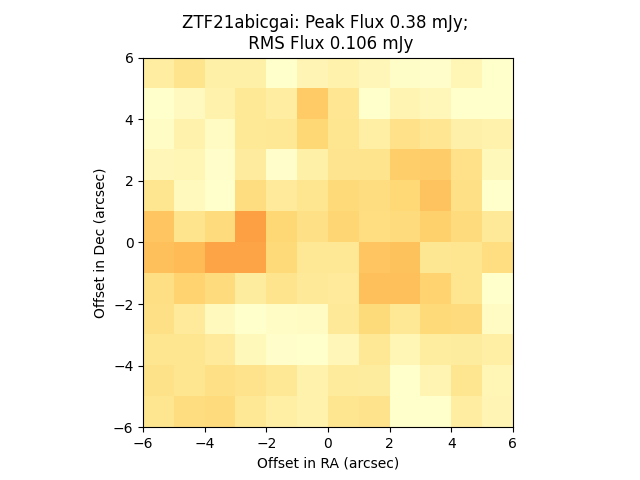 ZTF21abicgai: Peak Flux 0.38 mJy;
RMS Flux 0.106 mJy
6
4
2
0
−2
−4
−6
Offset in Dec (arcsec)
−6 −4 −2 0 2 4 6
Offset in RA (arcsec)